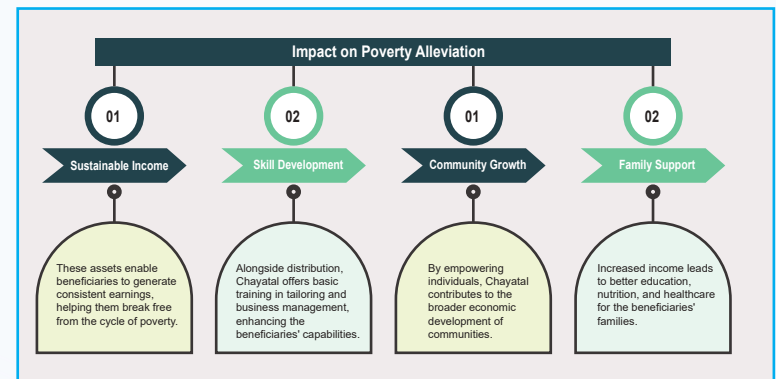 Impact on Poverty Alleviation
01
Sustainable Income
These assets enable
beneficiaries to generate
consistent earnings,
helping them break free
from the cycle of poverty.
02
Skill Development
Alongside distribution,
Chayatal offers basic
training in tailoring and
business management,
enhancing the
beneficiaries' capabilities.
01
Community Growth
By empowering
individuals, Chayatal
contributes to the
broader economic
development of
communities.
02
Family Support
Increased income leads
to better education,
nutrition, and healthcare
for the beneficiaries'
families.